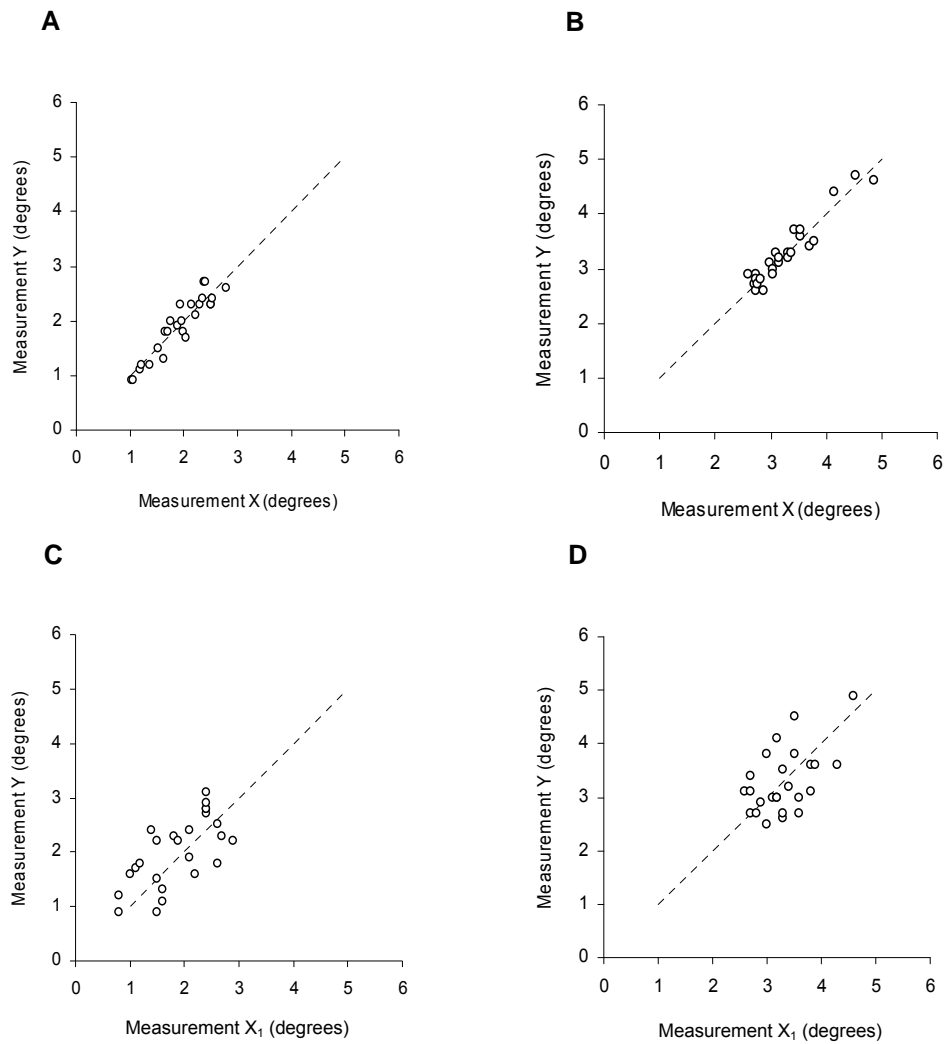 A
6
5
4
3
2
1
0
Measurement Y (degrees)
0 1 2 3 4 5 6
Measurement X (degrees)
B
6
5
4
3
2
1
0
Measurement Y (degrees)
0 1 2 3 4 5 6
Measurement X (degrees)
C
6
5
4
3
2
1
0
Measurement Y (degrees)
0 1 2 3 4 5 6
Measurement X₁ (degrees)
D
6
5
4
3
2
1
0
Measurement Y (degrees)
0 1 2 3 4 5 6
Measurement X₁ (degrees)